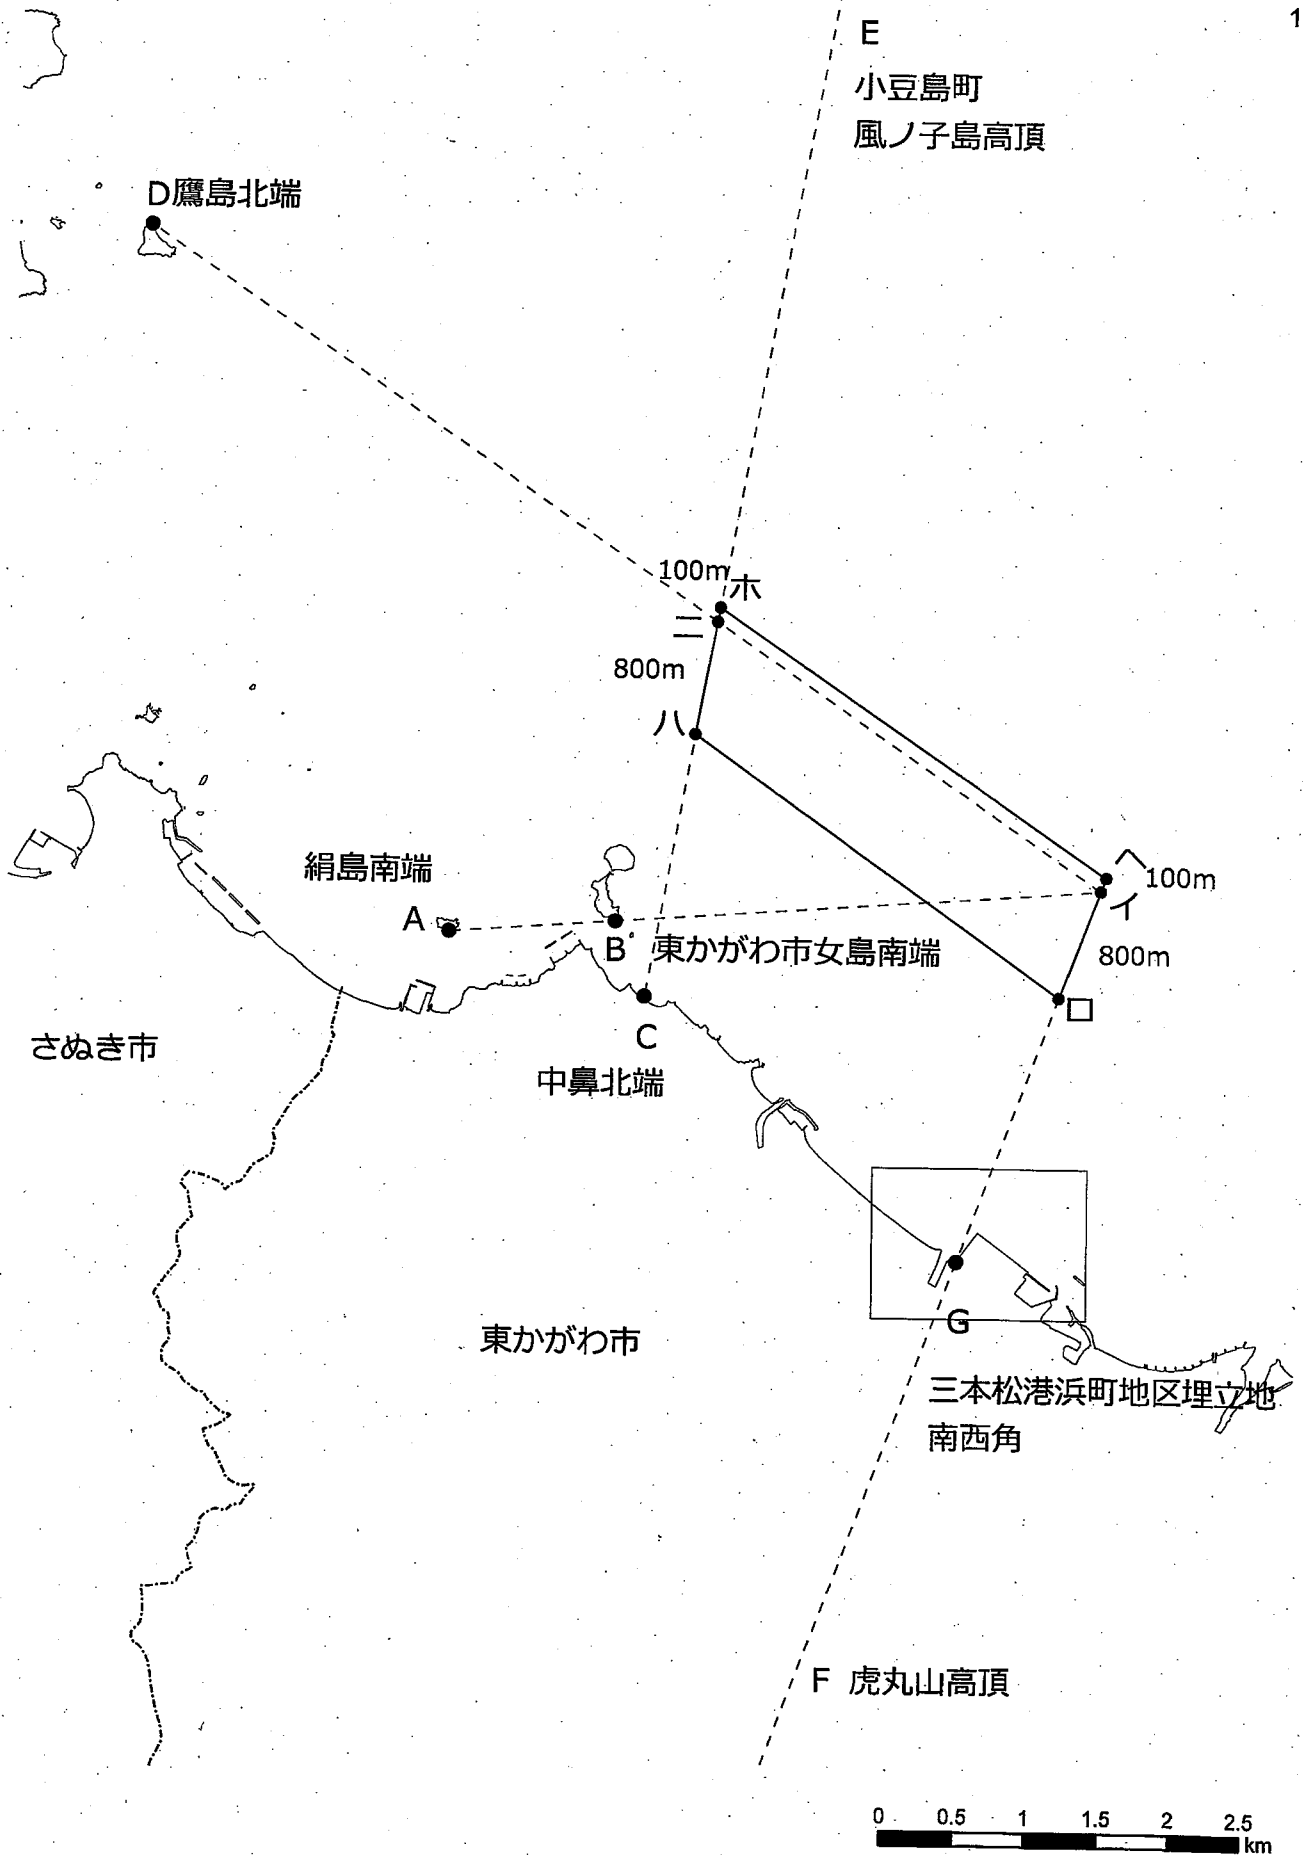 1
E
小豆島町
風ノ子島高頂
D鷹島北端
100m
ホ
ニ
800m
ハ
絹島南端
A
B
東かがわ市女島南端
ヘ
100m
イ
800m
ロ
C
中鼻北端
さぬき市
東かがわ市
G
三本松港浜町地区埋立地
南西角
F 虎丸山高頂
0 0.5 1 1.5 2 2.5
km